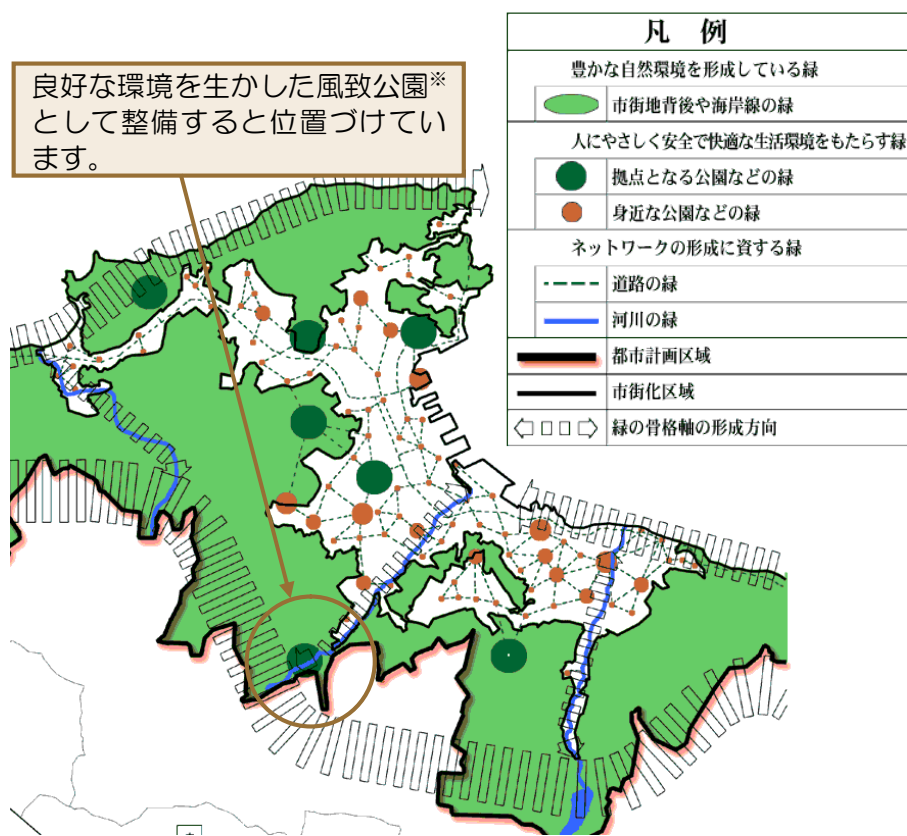 良好な環境を生かした風致公園※
として整備すると位置づけてい
ます。
凡 例
豊かな自然環境を形成している緑
市街地背後や海岸線の緑
人にやさしく安全で快適な生活環境をもたらす緑
拠点となる公園などの緑
身近な公園などの緑
ネットワークの形成に資する緑
道路の緑
河川の緑
都市計画区域
市街化区域
緑の骨格軸の形成方向